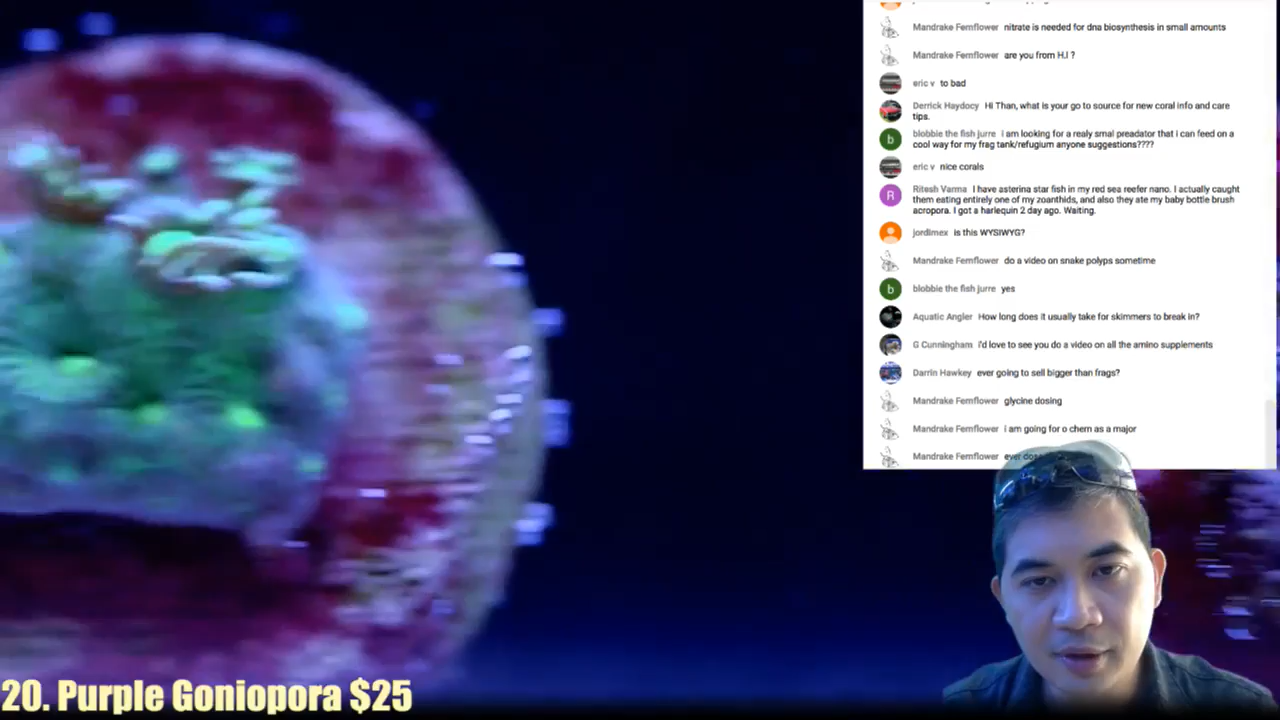 Mandrake Fernflower nitrate is needed for dna biosynthesis in small amounts
Mandrake Fernflower are you from H.I ?
eric v to bad
Derrick Haydocy Hi Than, what is your go to source for new coral info and care
tips.
b blobbie the fish jurre i am looking for a realy smal preadator that i can feed on a
cool way for my frag tank/refugium anyone suggestions????
eric v nice corals
R Ritesh Varma I have asterina star fish in my red sea reefer nano. I actually caught
them eating entirely one of my zoanthids, and also they ate my baby bottle brush
acropora. I got a harlequin 2 day ago. Waiting.
jordimex is this WYSIWYG?
Mandrake Fernflower do a video on snake polyps sometime
b blobbie the fish jurre yes
Aquatic Angler How long does it usually take for skimmers to break in?
G Cunningham i'd love to see you do a video on all the amino supplements
Darrin Hawkey ever going to sell bigger than frags?
Mandrake Fernflower glycine dosing
Mandrake Fernflower i am going for o chem as a major
Mandrake Fernflower ever
20. Purple Goniopora $25